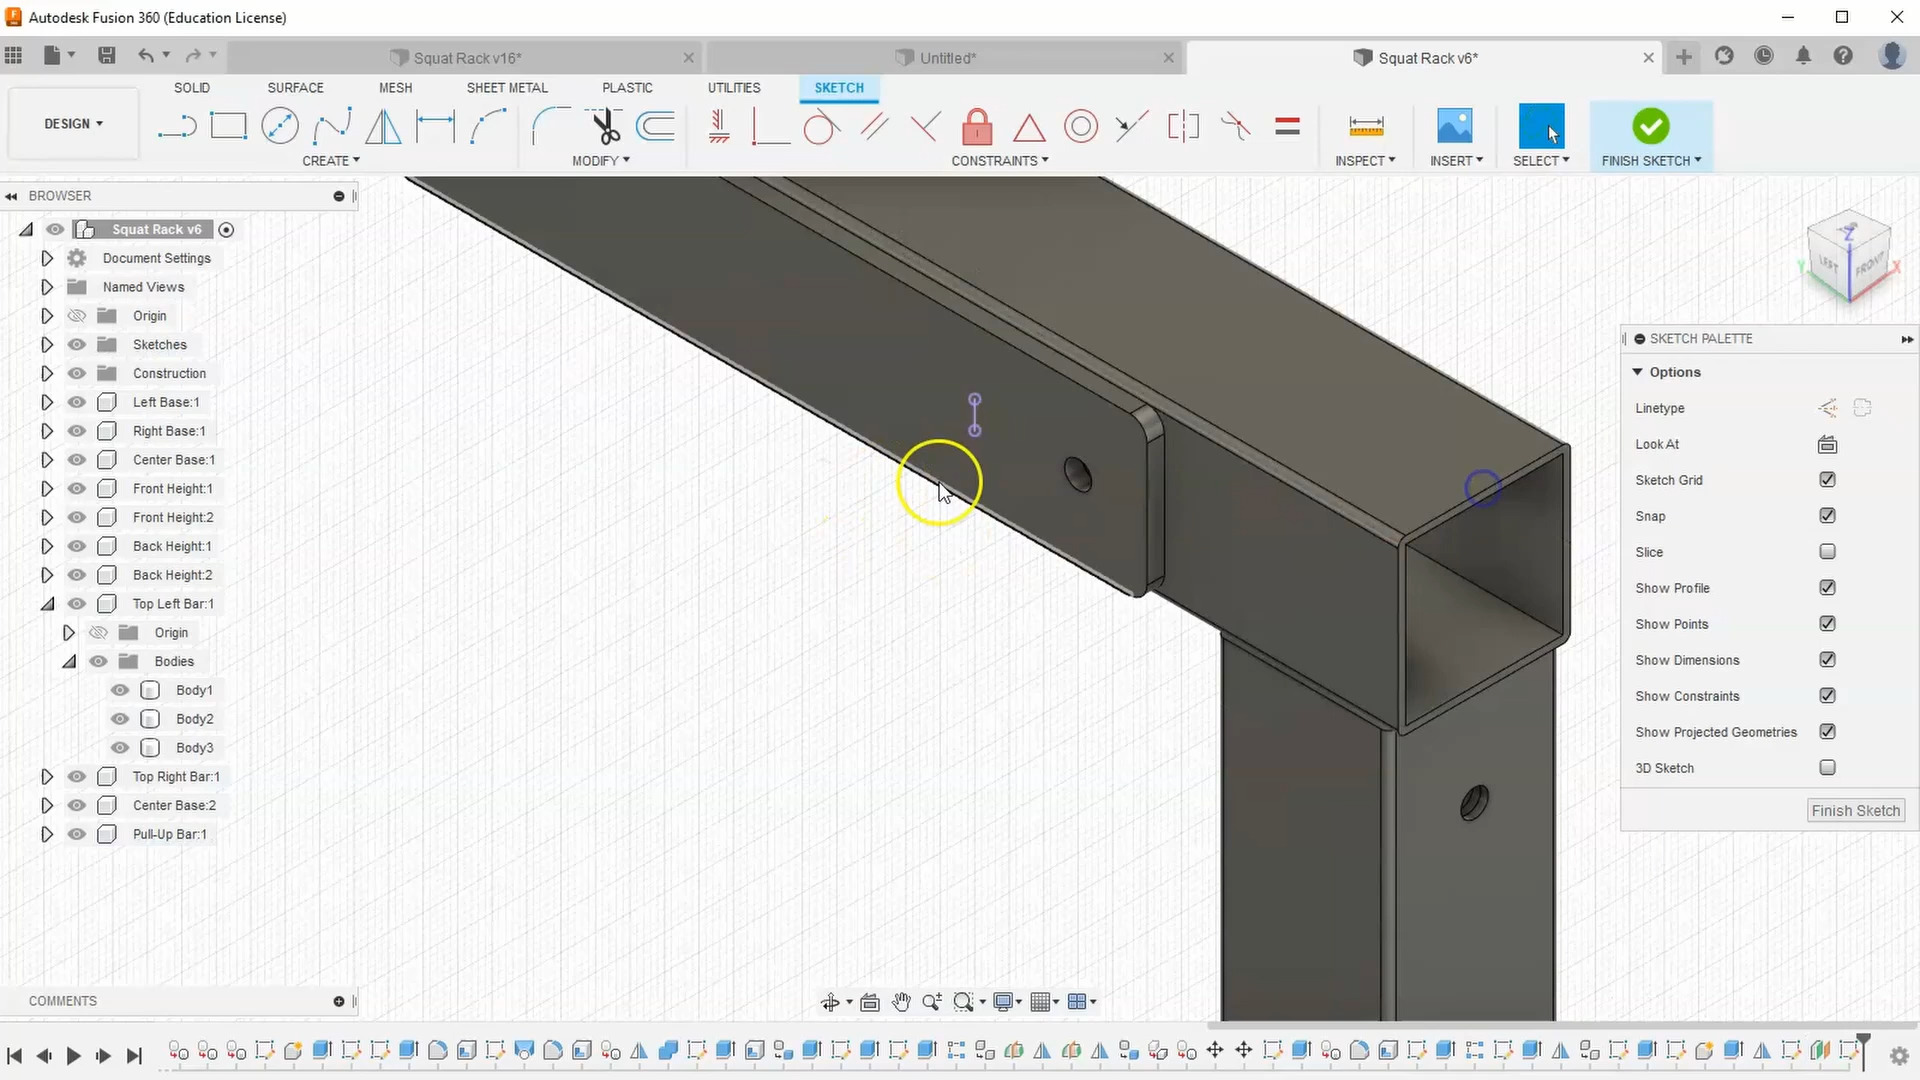 Autodesk Fusion 360 (Education License)
Squat Rack v16*
Untitled*
Squat Rack v6*
SOLID SURFACE MESH SHEET METAL PLASTIC UTILITIES SKETCH
DESIGN
CREATE MODIFY CONSTRAINTS INSPECT INSERT SELECT FINISH SKETCH
BROWSER
Squat Rack v6
Document Settings
Named Views
Origin
Sketches
Construction
Left Base:1
Right Base:1
Center Base:1
Front Height:1
Front Height:2
Back Height:1
Back Height:2
Top Left Bar:1
Origin
Bodies
Body1
Body2
Body3
Top Right Bar:1
Center Base:2
Pull-Up Bar:1
COMMENTS
Z
LEFT FRONT
Y X
SKETCH PALETTE
Options
Linetype
Look At
Sketch Grid
Snap
Slice
Show Profile
Show Points
Show Dimensions
Show Constraints
Show Projected Geometries
3D Sketch
Finish Sketch